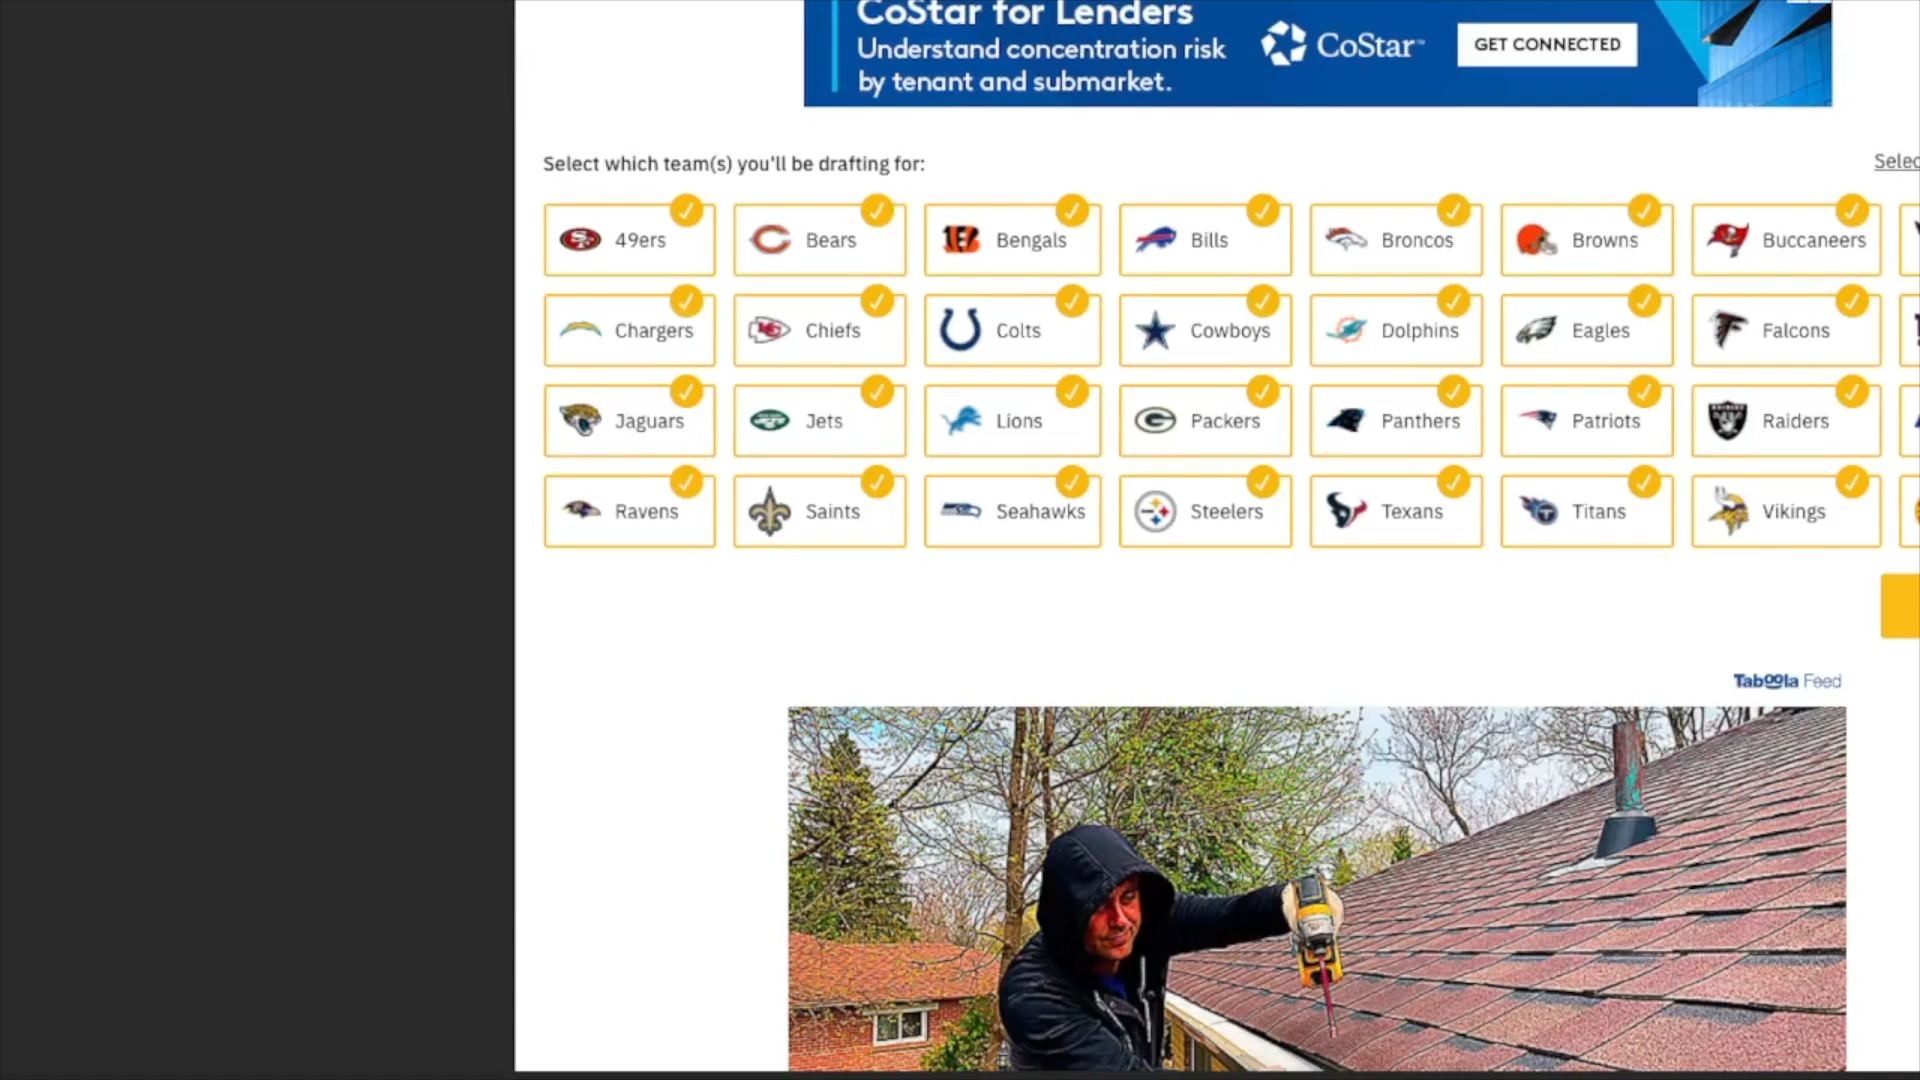 CoStar for Lenders
Understand concentration risk
by tenant and submarket.
CoStar™
GET CONNECTED
Select which team(s) you'll be drafting for:
49ers
Bears
Bengals
Bills
Broncos
Browns
Buccaneers
Chargers
Chiefs
Colts
Cowboys
Dolphins
Eagles
Falcons
Jaguars
Jets
Lions
Packers
Panthers
Patriots
Raiders
Ravens
Saints
Seahawks
Steelers
Texans
Titans
Vikings
Taboola Feed